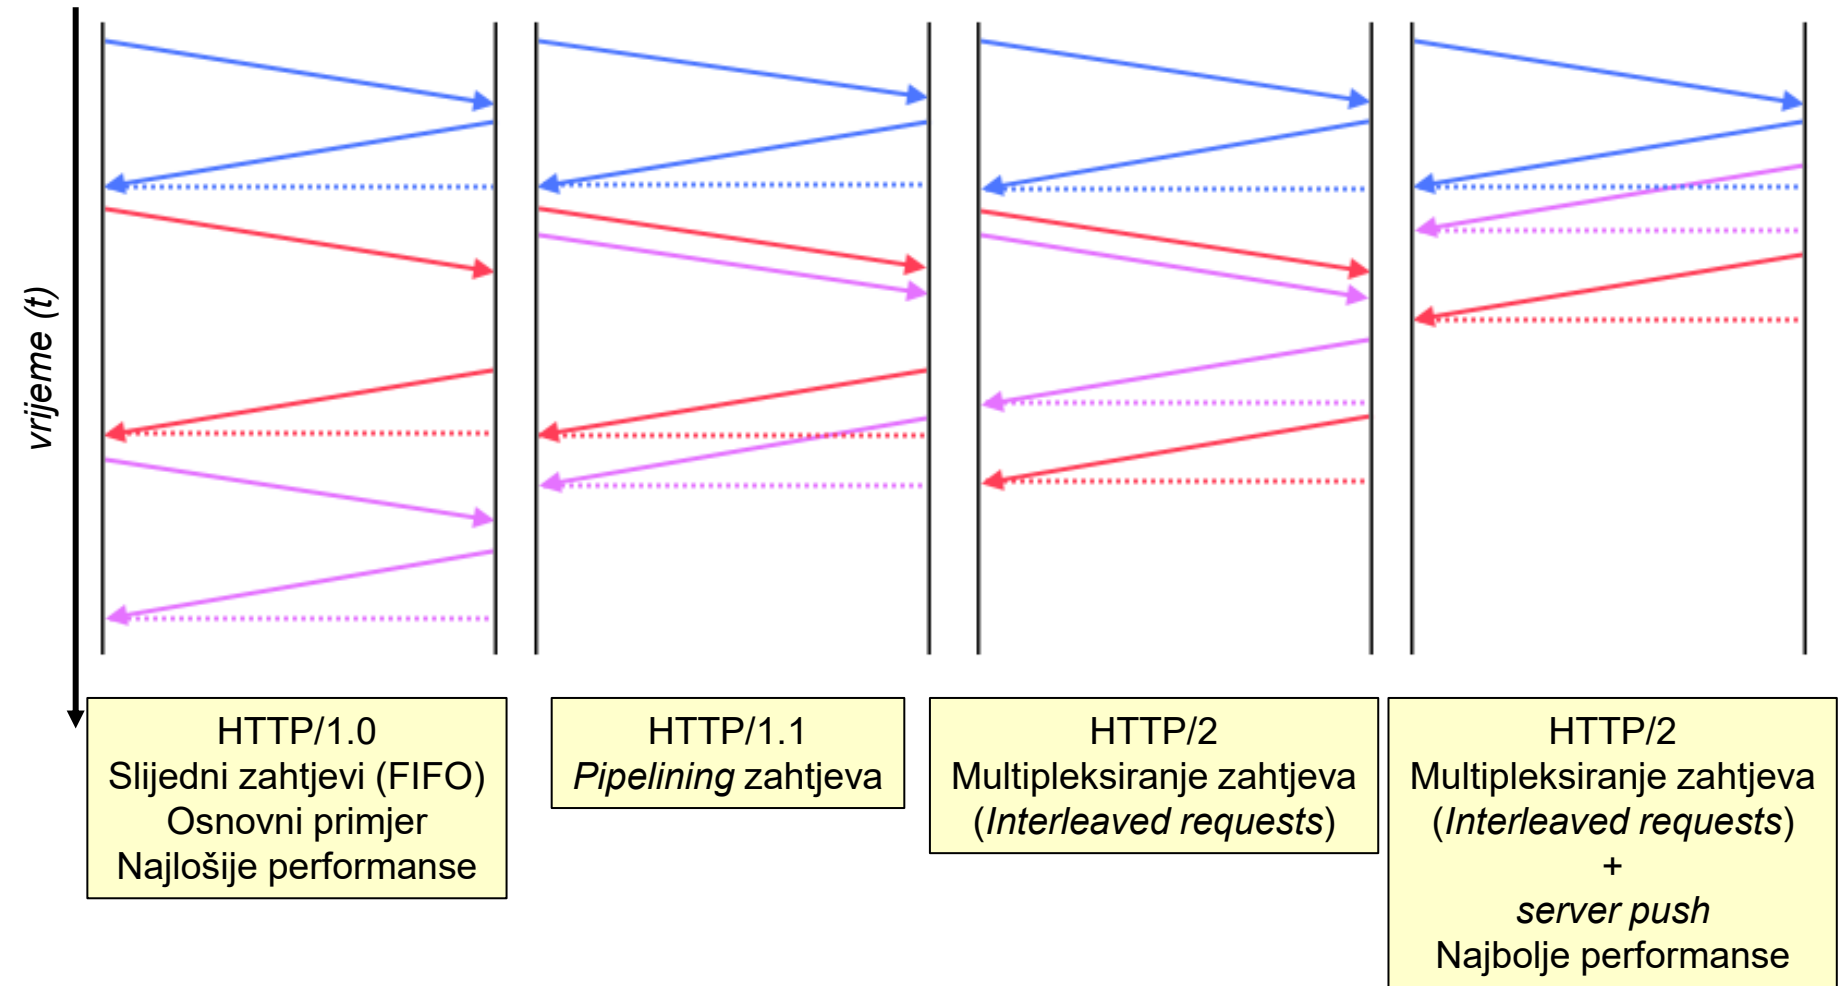 vrijeme (t)
HTTP/1.0
Slijedni zahtjevi (FIFO)
Osnovni primjer
Najlošije performanse
HTTP/1.1
Pipelining zahtjeva
HTTP/2
Multipleksiranje zahtjeva
(Interleaved requests)
HTTP/2
Multipleksiranje zahtjeva
(Interleaved requests)
+
server push
Najbolje performanse